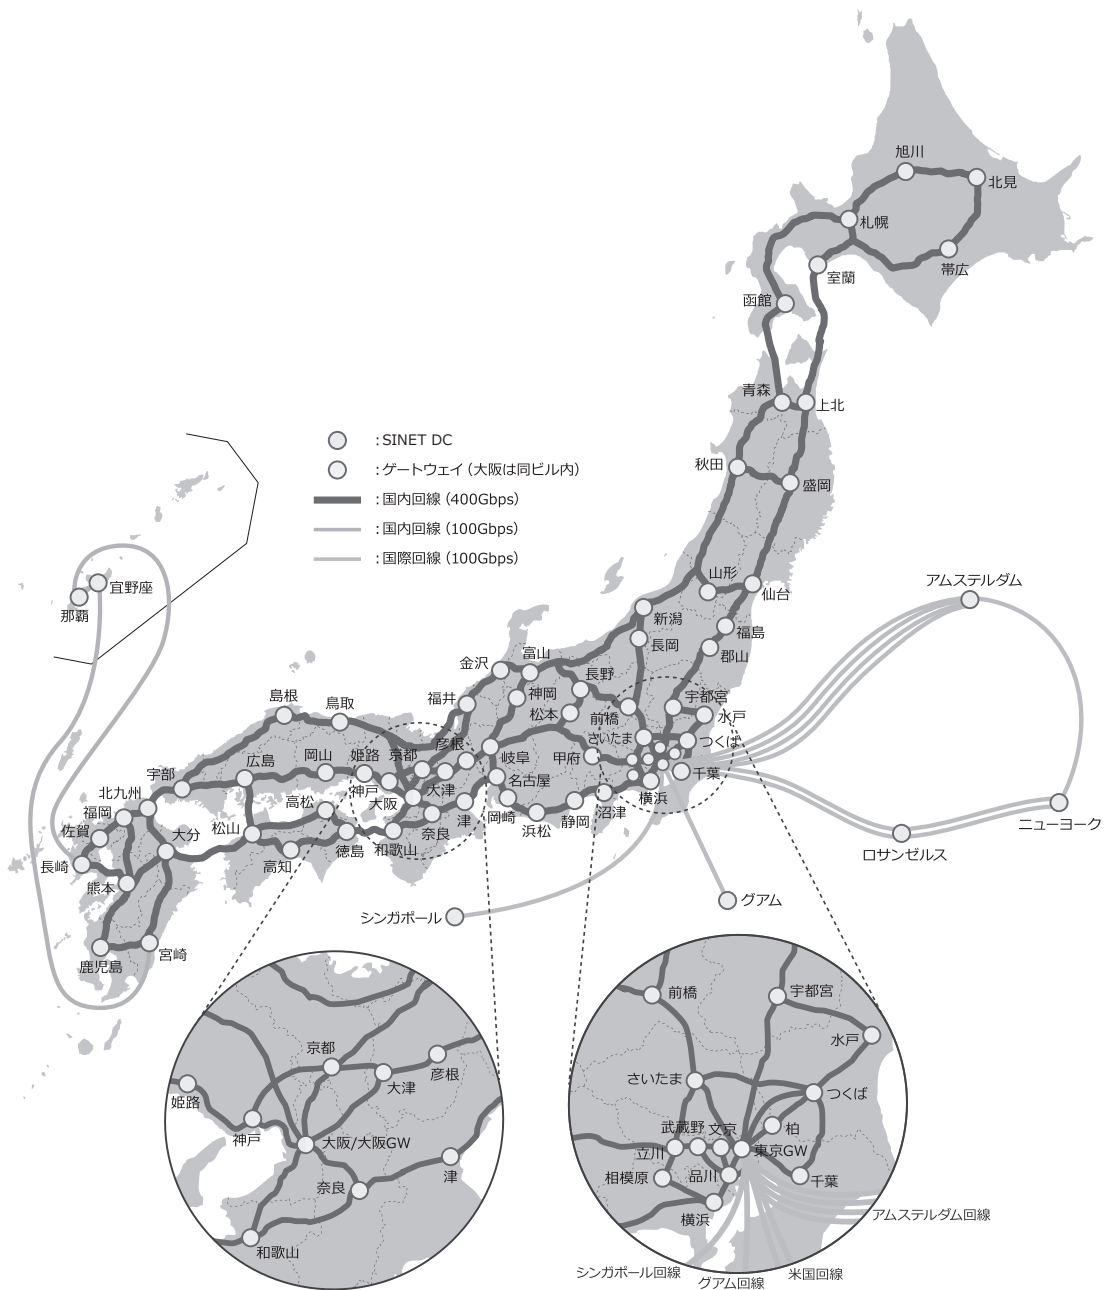 旭川
北見
札幌
帯広
室蘭
函館
青森
上北
秋田
盛岡
：SINET DC
：ゲートウェイ（大阪は同ビル内）
：国内回線（400Gbps）
：国内回線（100Gbps）
：国際回線（100Gbps）
山形
仙台
宜野座
那覇
アムステルダム
新潟
福島
長岡
郡山
富山
金沢
長野
神岡
福井
松本
前橋
宇都宮
水戸
島根
鳥取
さいたま
つくば
彦根
京都
岐阜
甲府
姫路
岡山
広島
宇部
千葉
名古屋
神戸
大津
大阪
横浜
北九州
高松
福岡
岡崎
沼津
静岡
浜松
津
奈良
佐賀
大分
松山
徳島
和歌山
高知
長崎
熊本
ニューヨーク
ロサンゼルス
グアム
シンガポール
宮崎
鹿児島
京都
彦根
大津
姫路
神戸
大阪/大阪GW
津
奈良
和歌山
前橋
宇都宮
水戸
さいたま
つくば
武蔵野
文京
柏
立川
東京GW
相模原
品川
千葉
横浜
アムステルダム回線
シンガポール回線
グアム回線
米国回線